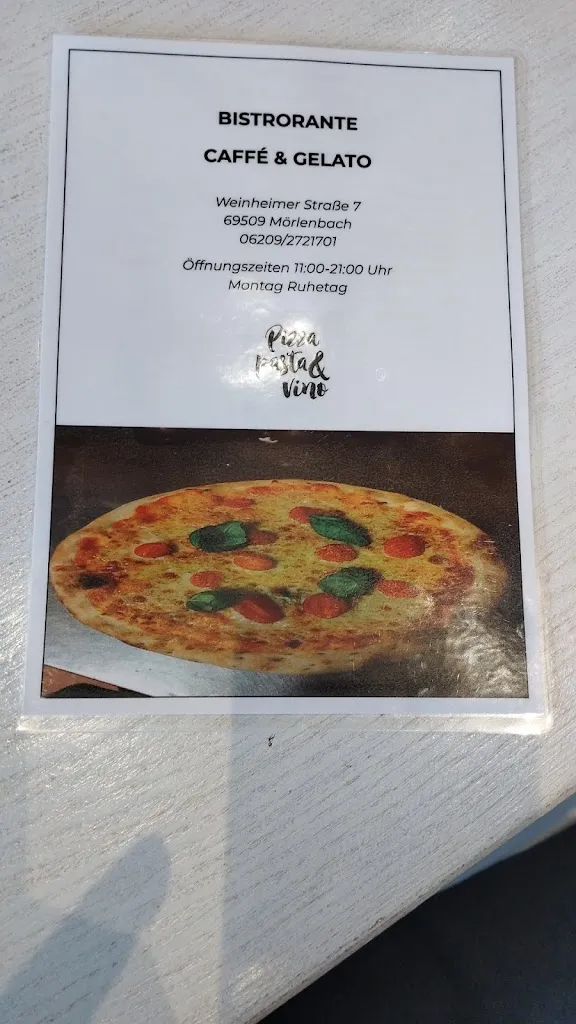 BISTRORANTE
CAFFÉ & GELATO
Weinheimer Straße 7
69509 Mörlenbach
06209/2721701
Öffnungszeiten 11:00-21:00 Uhr
Montag Ruhetag
Pizza
pasta &
vino